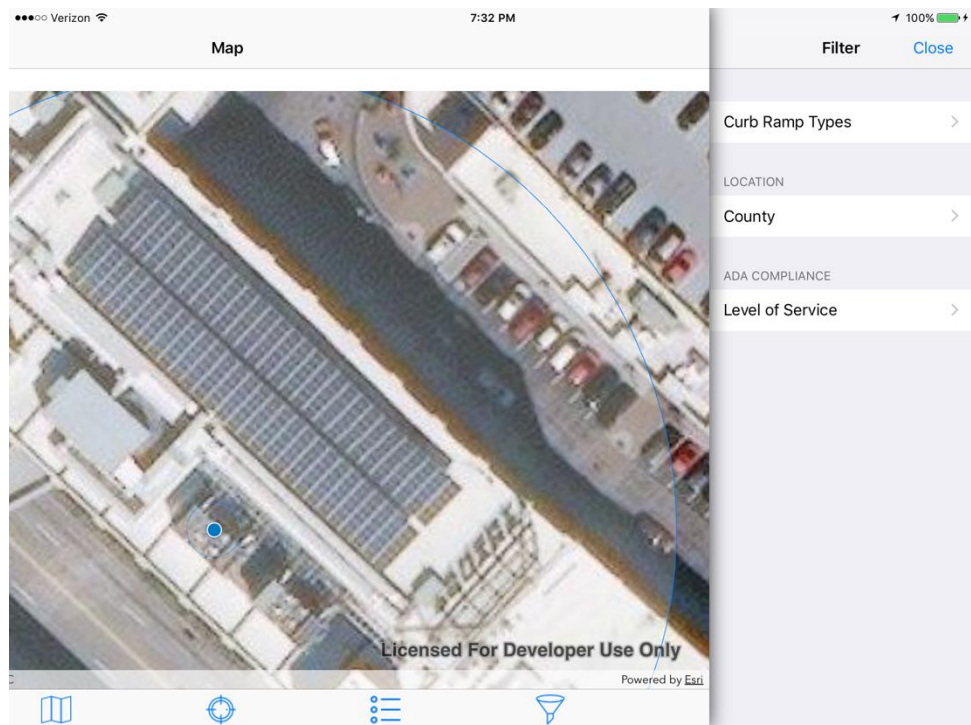 Verizon
7:32 PM
100%
Map
Filter
Close
Curb Ramp Types
LOCATION
County
ADA COMPLIANCE
Level of Service
Licensed For Developer Use Only
Powered by Esri